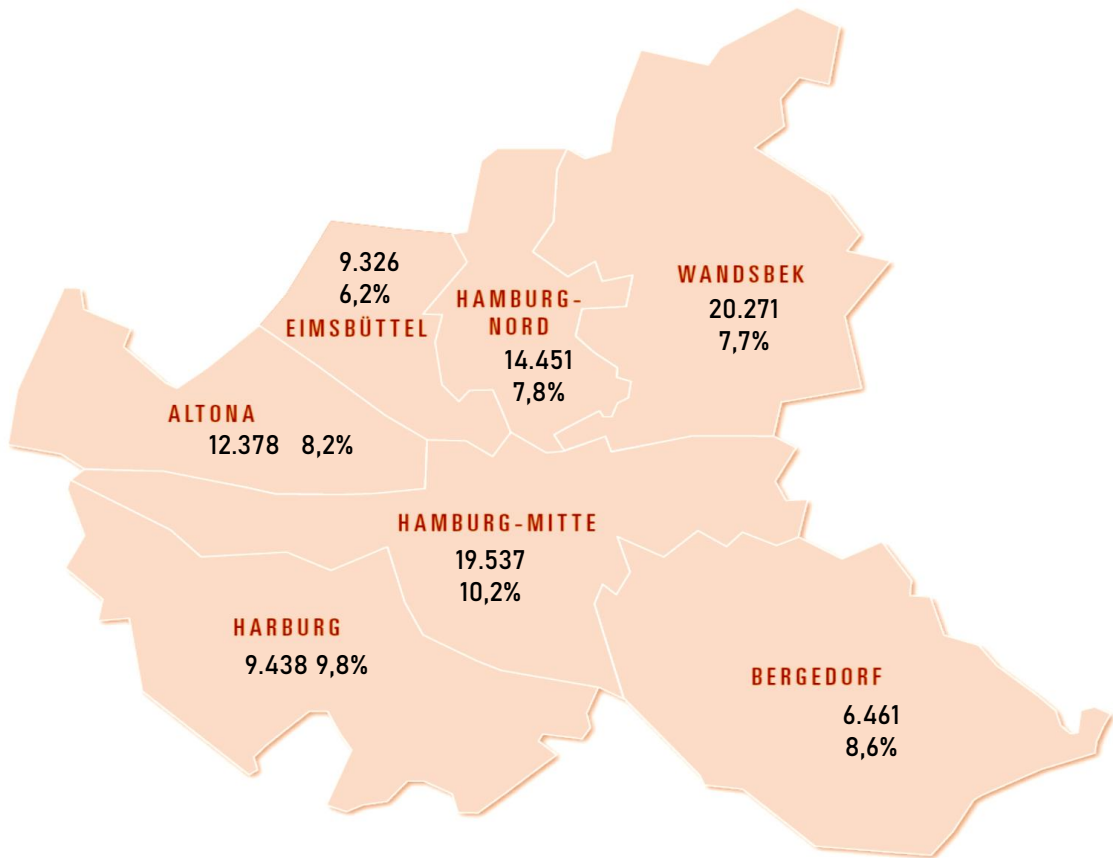 9.326
6,2%
EIMSBÜTTEL
HAMBURG-
NORD
14.451
7,8%
WANDSBEK
20.271
7,7%
ALTONA
12.378 8,2%
HAMBURG-MITTE
19.537
10,2%
HARBURG
9.438 9,8%
BERGEDORF
6.461
8,6%